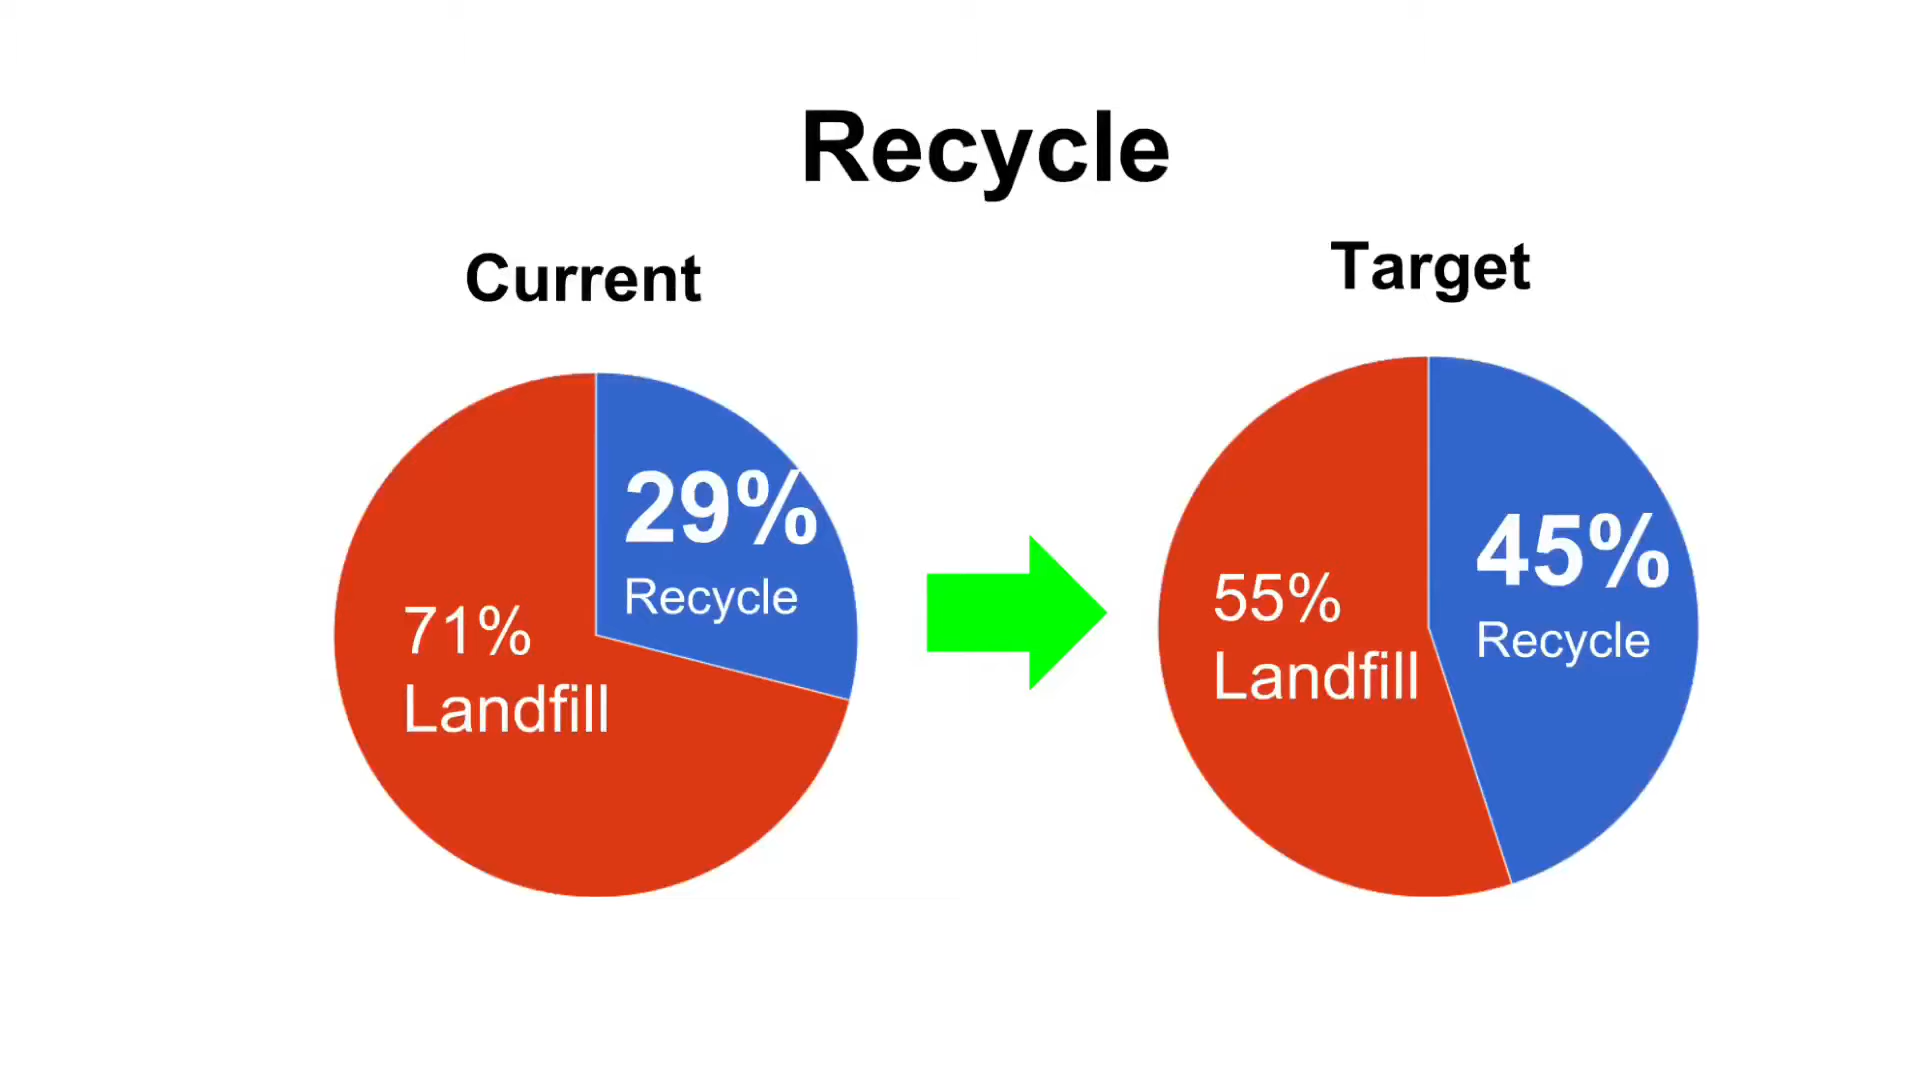 Recycle
Current
Target
29%
Recycle
71%
Landfill
45%
Recycle
55%
Landfill